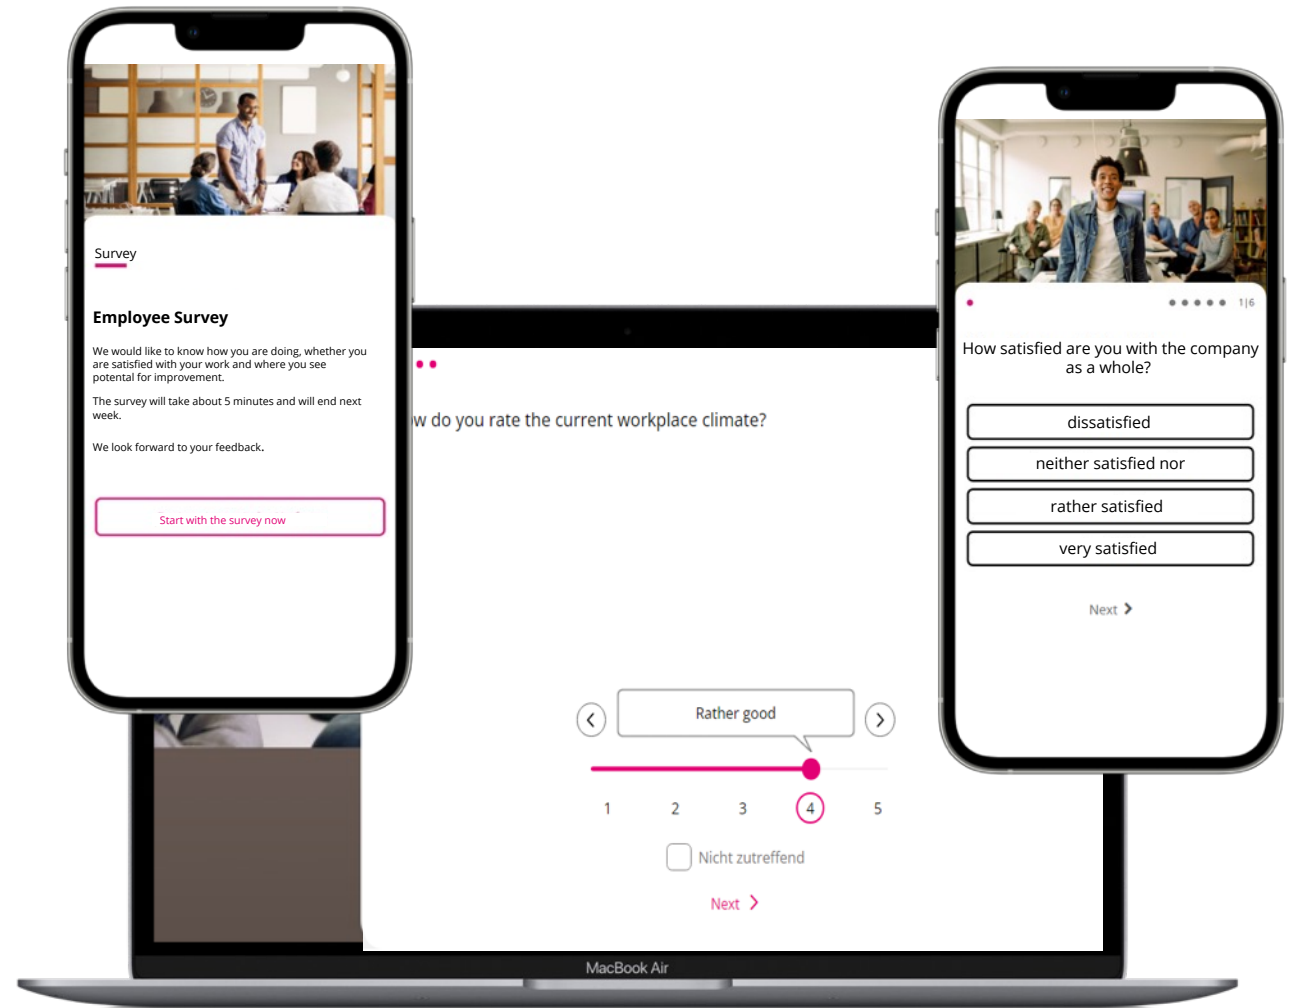 Survey
Employee Survey
We would like to know how you are doing, whether you
are satisfied with your work and where you see
potental for improvement.
The survey will take about 5 minutes and will end next
week.
We look forward to your feedback.
Start with the survey now
do you rate the current workplace climate?
Rather good
1 2 3 4 5
Nicht zutreffend
Next
MacBook Air
1|6
How satisfied are you with the company
as a whole?
dissatisfied
neither satisfied nor
rather satisfied
very satisfied
Next